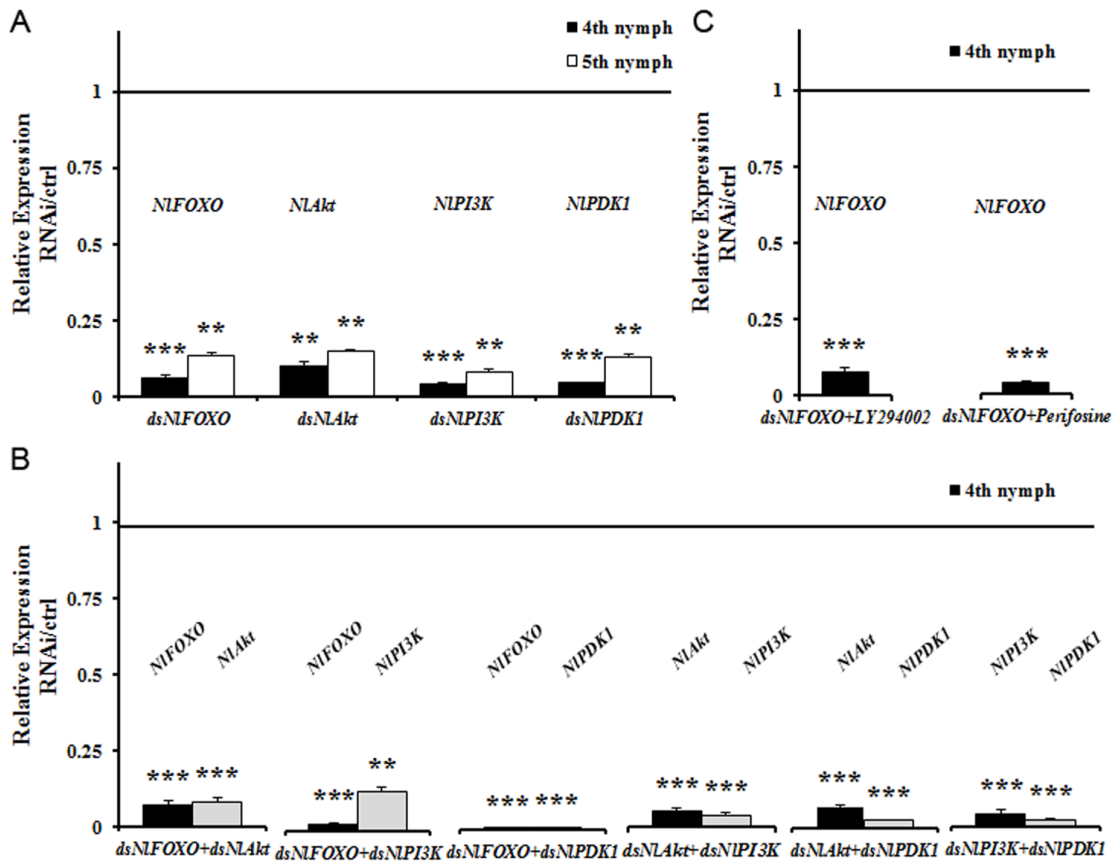 A
4th nymph
5th nymph
Relative Expression
RNAi/ctrl
1
0.75
0.5
0.25
0
NlFOXO NlAkt NlPI3K NlPDK1
*** ** ** ** *** ** *** **
dsNlFOXO dsNlAkt dsNlPI3K dsNlPDK1
C
4th nymph
Relative Expression
RNAi/ctrl
1
0.75
0.5
0.25
0
NlFOXO NlFOXO
*** ***
dsNlFOXO+LY294002 dsNlFOXO+Perifosine
B
4th nymph
Relative Expression
RNAi/ctrl
1
0.75
0.5
0.25
0
NlFOXO NlAkt NlFOXO NlPI3K NlFOXO NlPDK1 NlAkt NlPI3K NlAkt NlPDK1 NlPI3K NlPDK1
*** *** *** ** *** *** *** *** *** *** *** ***
dsNlFOXO+dsNlAkt dsNlFOXO+dsNlPI3K dsNlFOXO+dsNlPDK1 dsNlAkt+dsNlPI3K dsNlAkt+dsNlPDK1 dsNlPI3K+dsNlPDK1